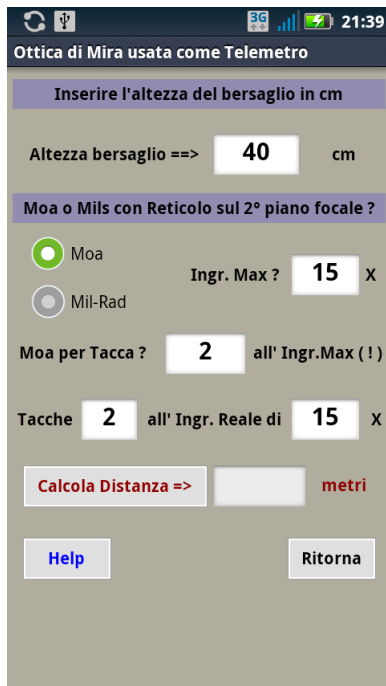 3G 21:39
Ottica di Mira usata come Telemetro
Inserire l'altezza del bersaglio in cm
Altezza bersaglio ==> 40 cm
Moa o Mils con Reticolo sul 2° piano focale ?
Moa
Ingr. Max ? 15 X
Mil-Rad
Moa per Tacca ? 2 all' Ingr.Max ( ! )
Tacche 2 all' Ingr. Reale di 15 X
Calcola Distanza => metri
Help Ritorna